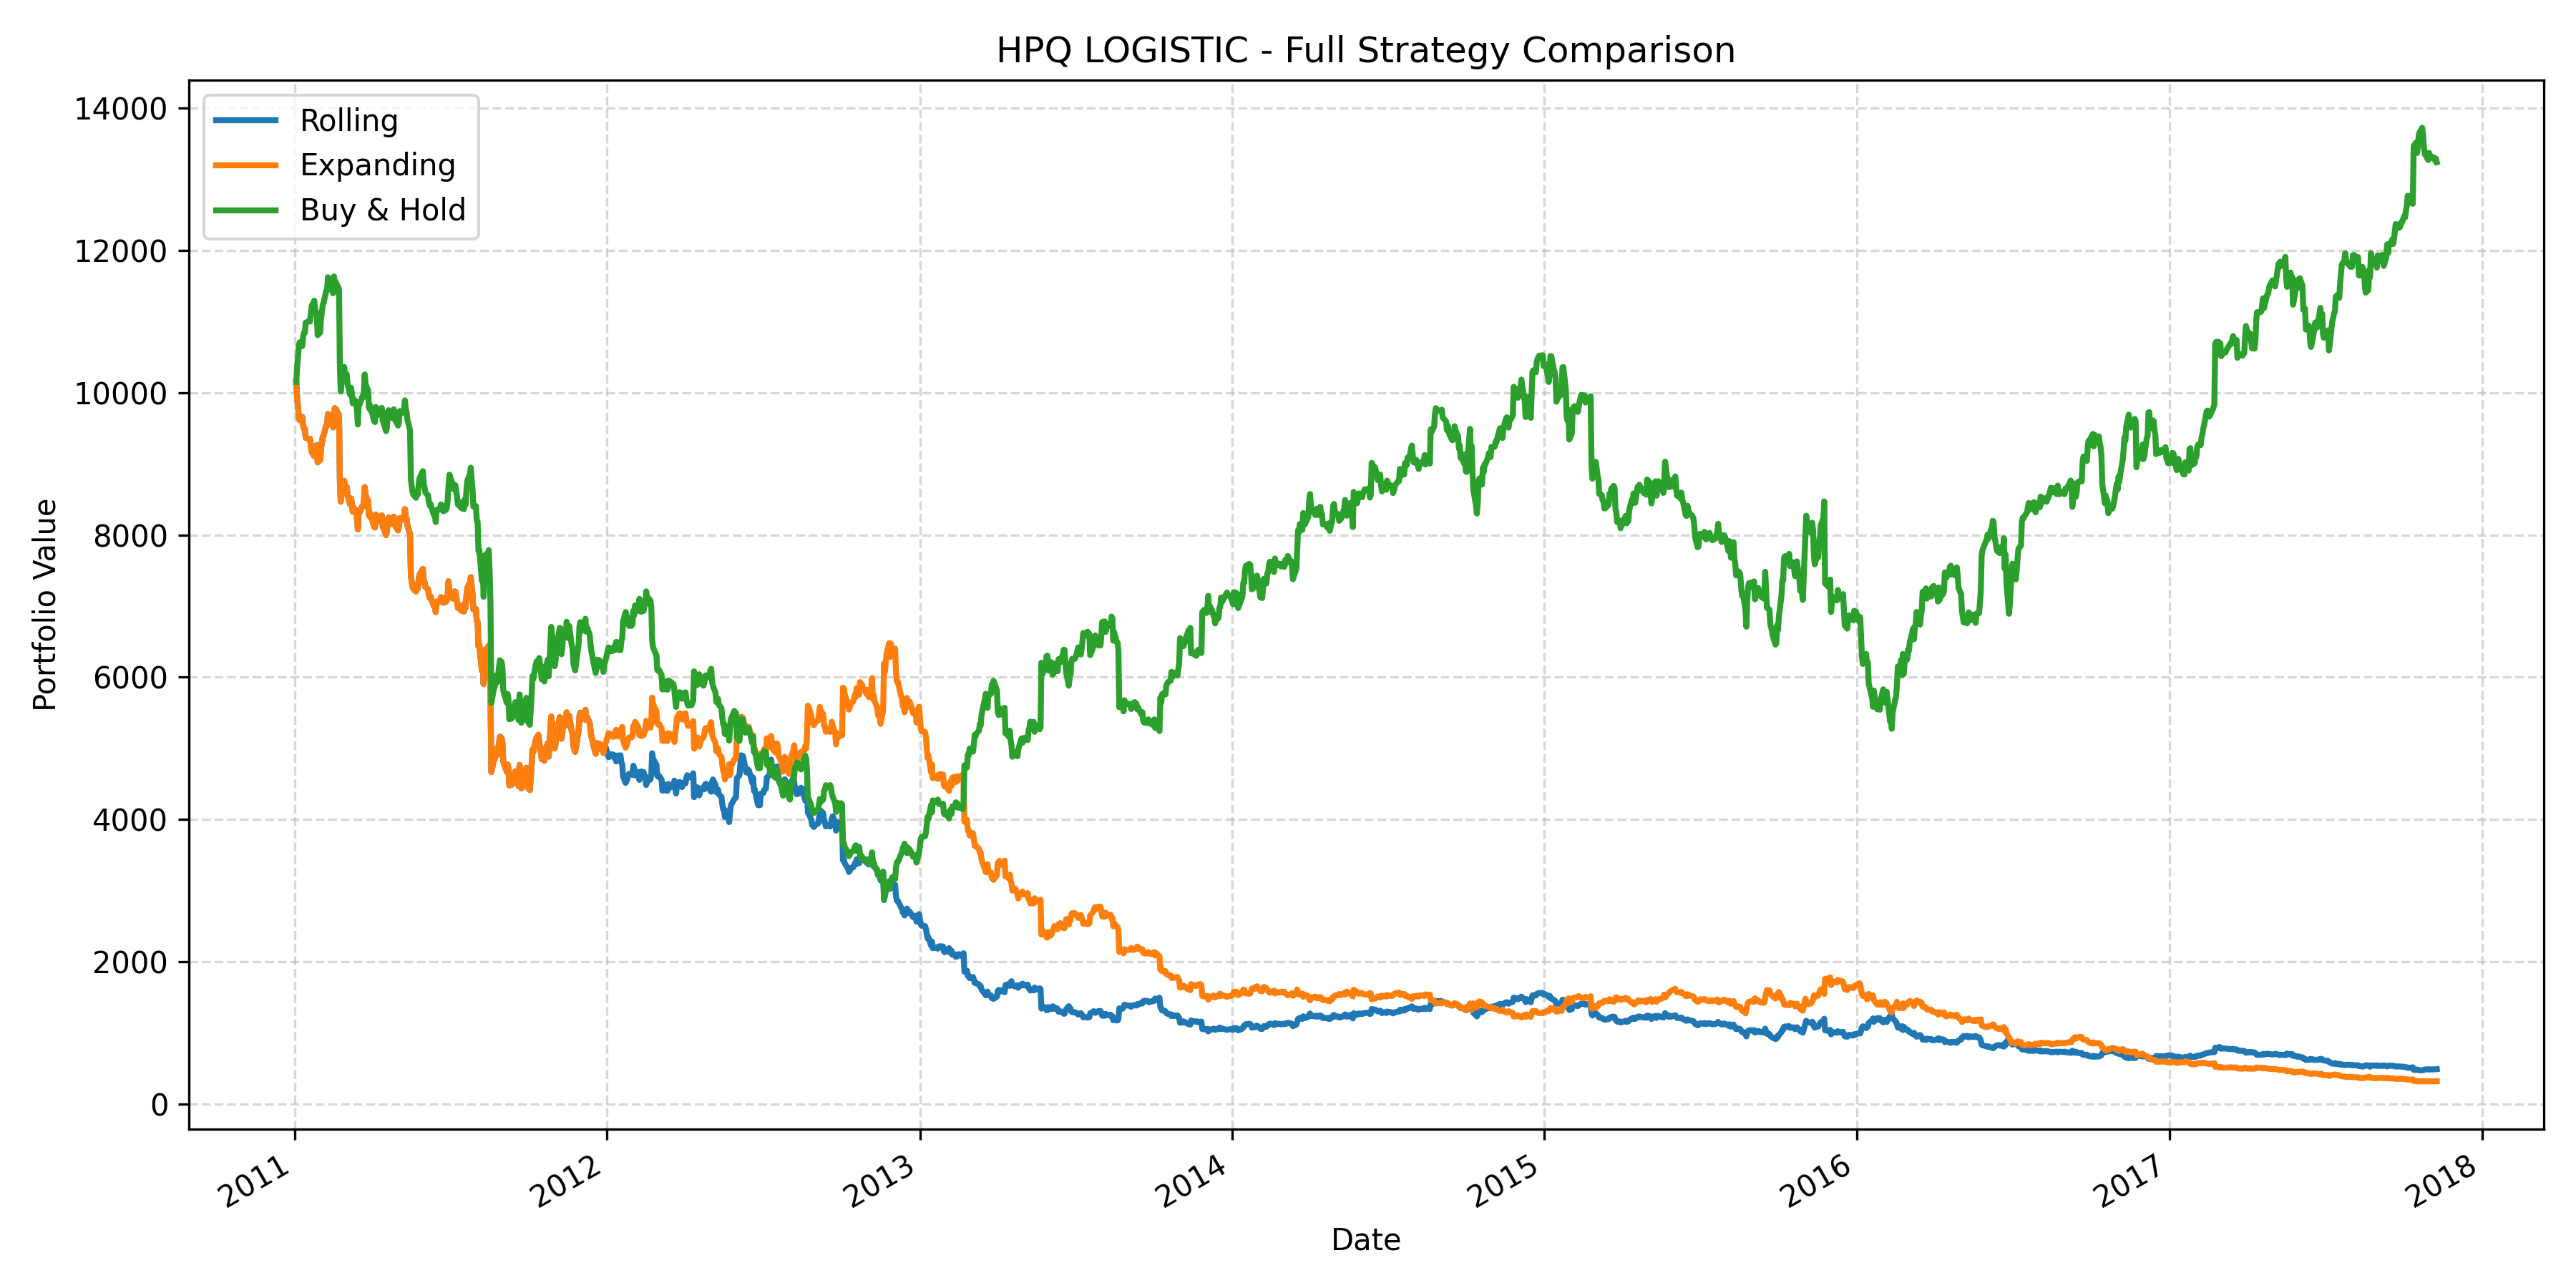 HPQ LOGISTIC - Full Strategy Comparison
Rolling
Expanding
Buy & Hold
Portfolio Value
14000
12000
10000
8000
6000
4000
2000
0
2011
2012
2013
2014
2015
2016
2017
2018
Date